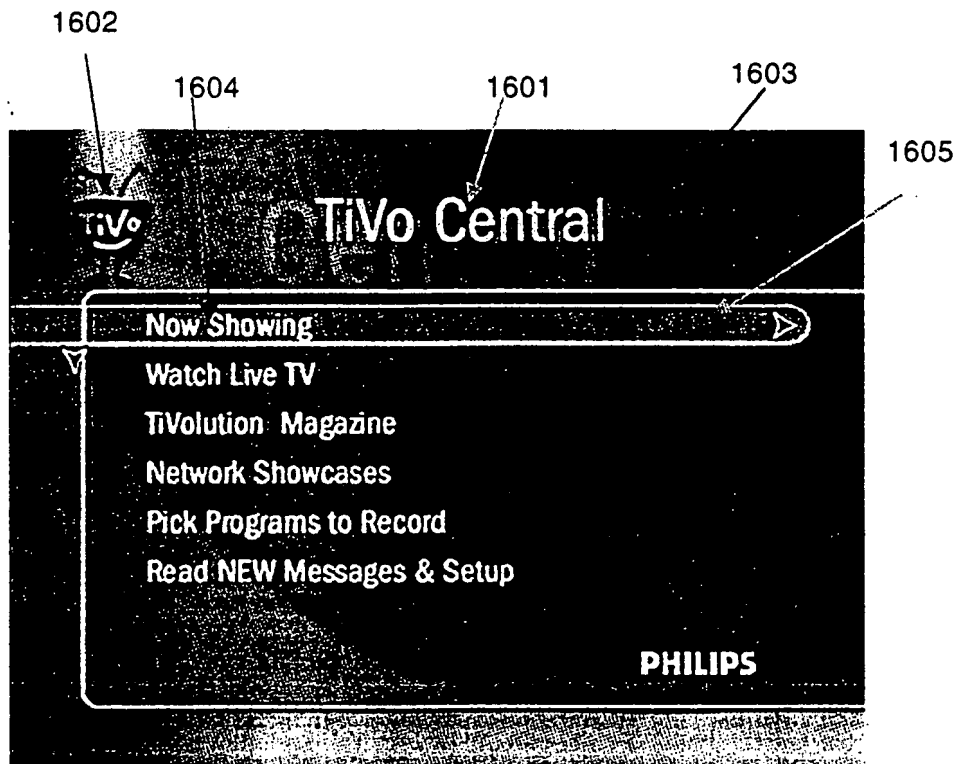 1602
1604
1601
1603
1605
TiVo
TiVo Central
Now Showing
Watch Live TV
TiVolution Magazine
Network Showcases
Pick Programs to Record
Read NEW Messages & Setup
PHILIPS